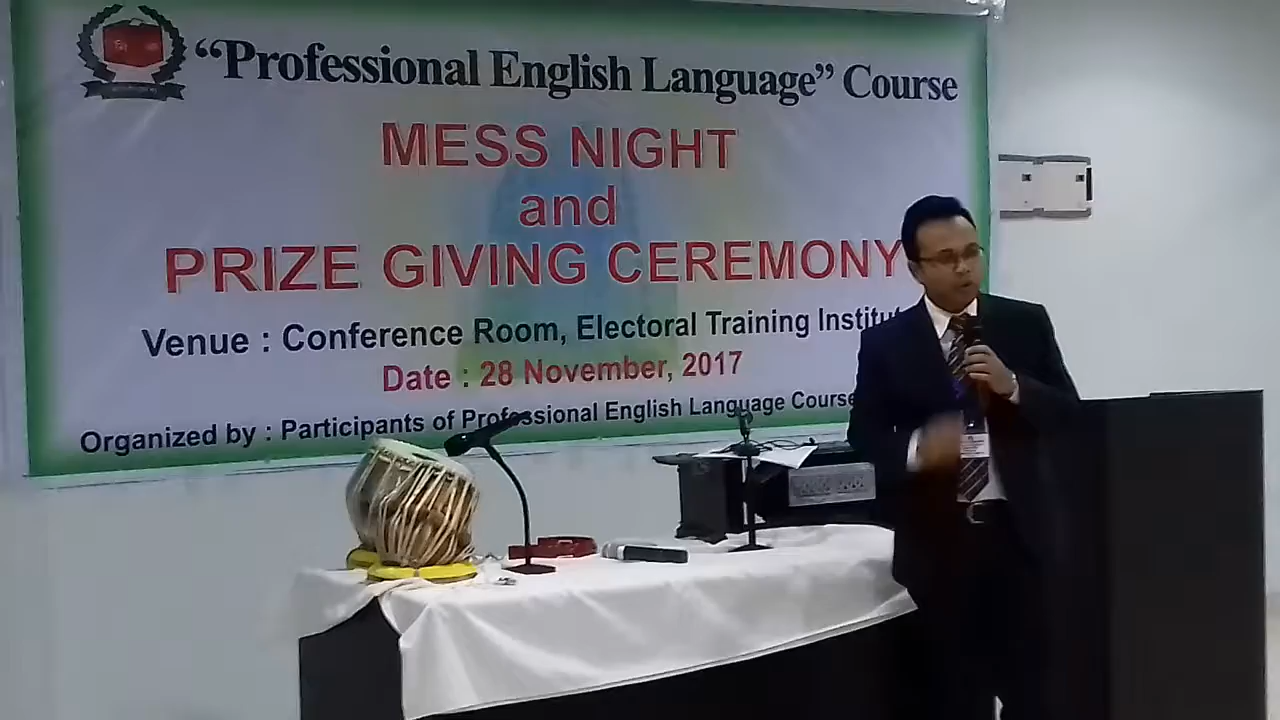 “Professional English Language” Course
MESS NIGHT
and
PRIZE GIVING CEREMONY
Venue : Conference Room, Electoral Training
Date : 28 November, 2017
Organized by : Participants of Professional English Language Course